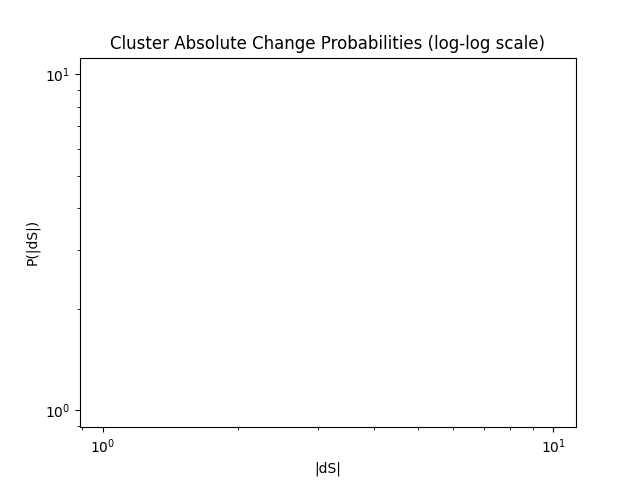 Cluster Absolute Change Probabilities (log-log scale)
10¹
P(|dS|)
10⁰
10⁰ 10¹
|dS|